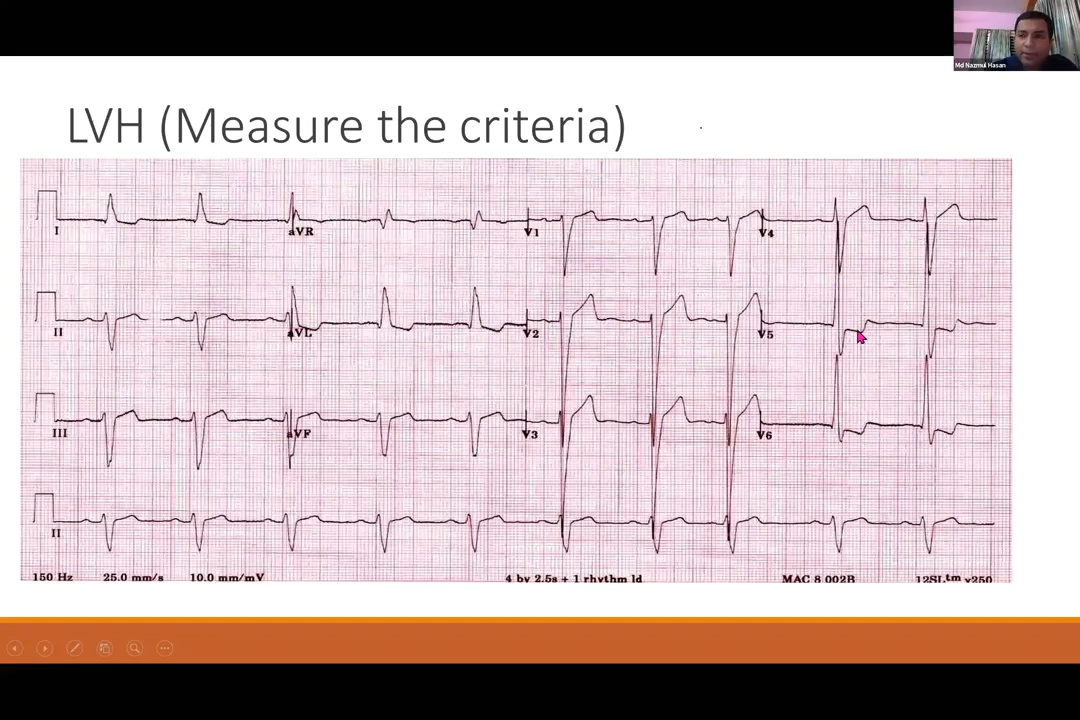 Md Nazmul Hasan
LVH (Measure the criteria)
I aVR V1 V4
II aVL V2 V5
III aVF V3 V6
II
150 Hz 25.0 mm/s 10.0 mm/mV 4 by 2.5s + 1 rhythm ld MAC 8 002B 12SLtm v250